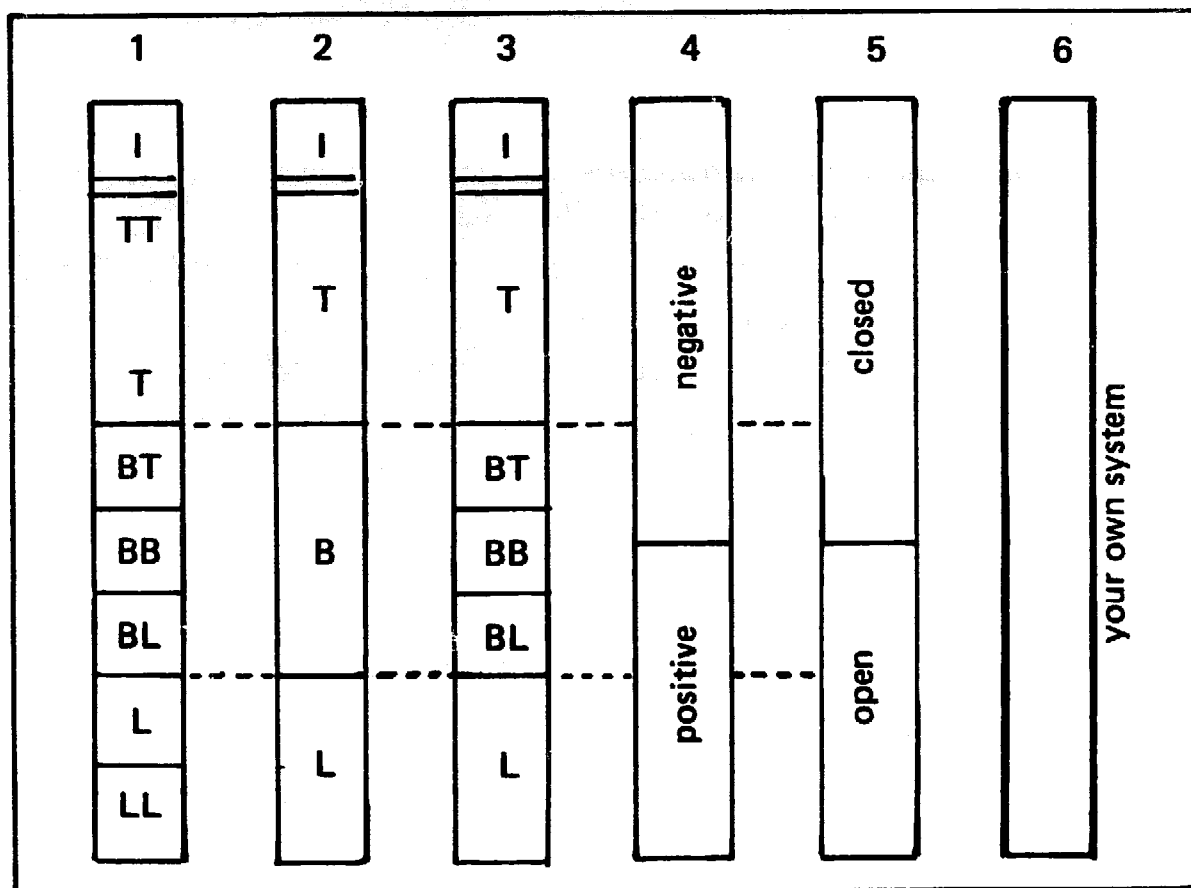 1 2 3 4 5 6
I I I
TT
T T
T
BT BT
BB B BB
BL BL
L
L L
LL
negative
positive
closed
open
your own system